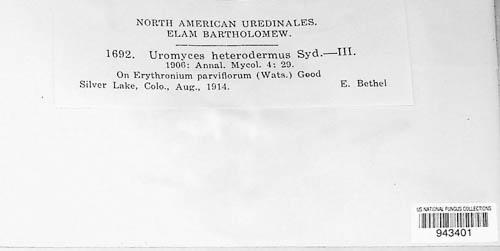 NORTH AMERICAN UREDINALES.
ELAM BARTHOLOMEW.
1692. Uromyces heterodermus Syd.—III.
1906: Annal. Mycol. 4: 29.
On Erythronium parviflorum (Wats.) Good
Silver Lake, Colo., Aug., 1914. E. Bethel
US NATIONAL FUNGUS COLLECTIONS
943401